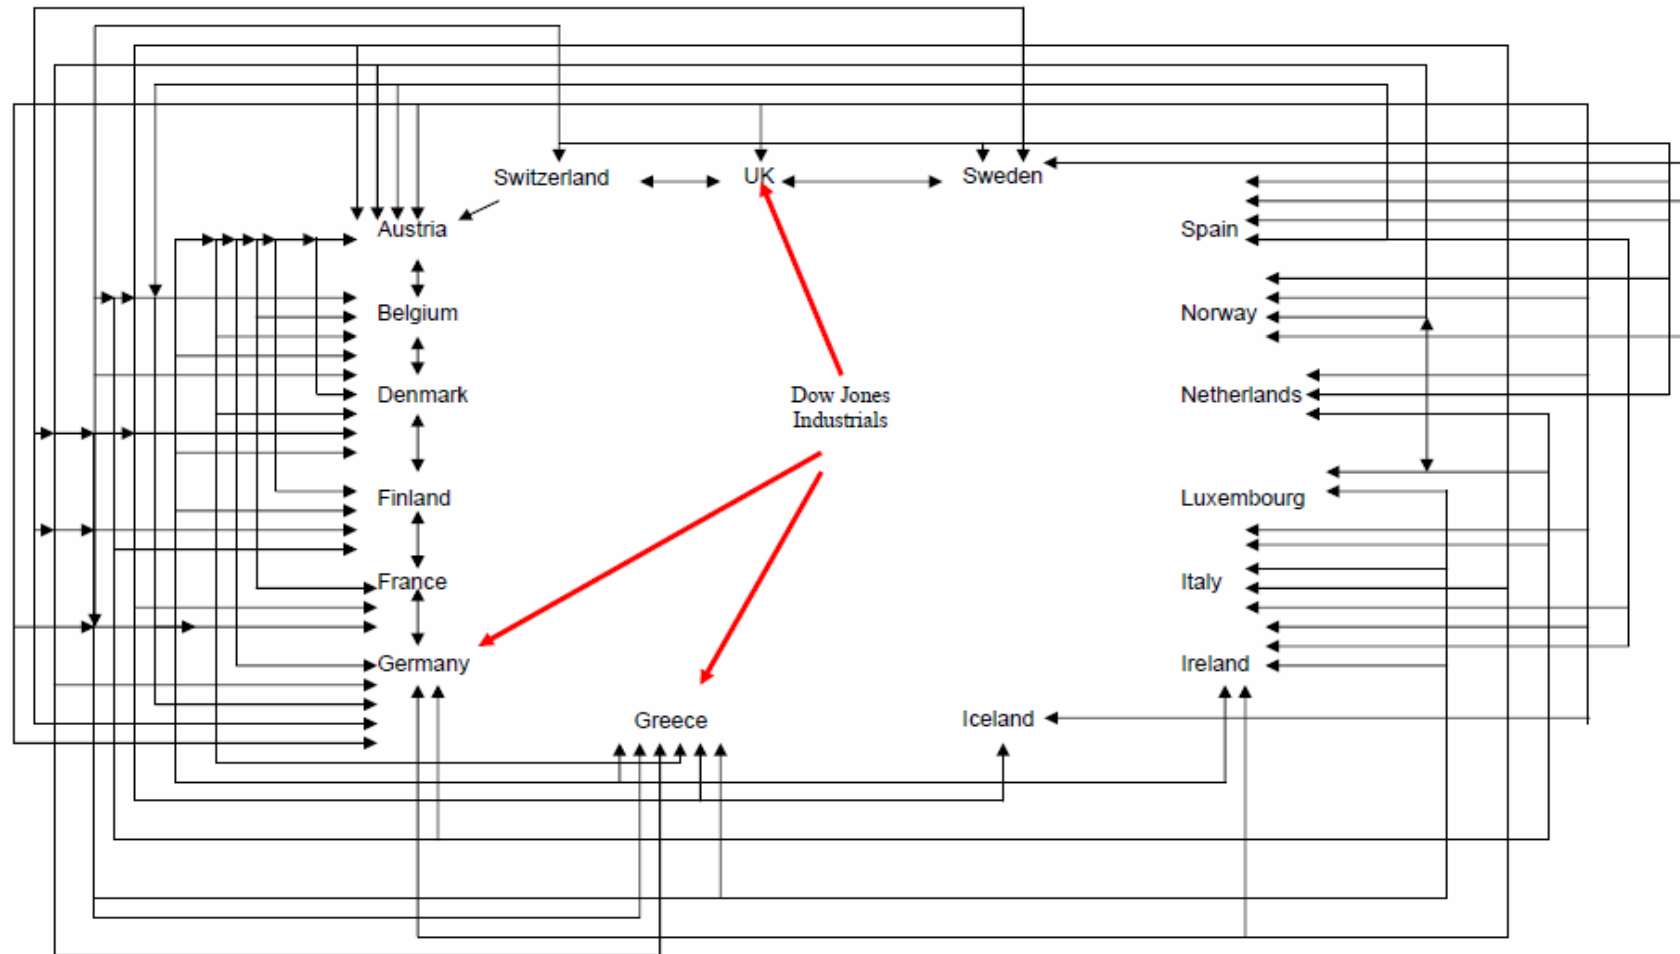 Switzerland
UK
Sweden
Austria
Spain
Belgium
Norway
Denmark
Dow Jones
Industrials
Netherlands
Finland
Luxembourg
France
Italy
Germany
Ireland
Greece
Iceland